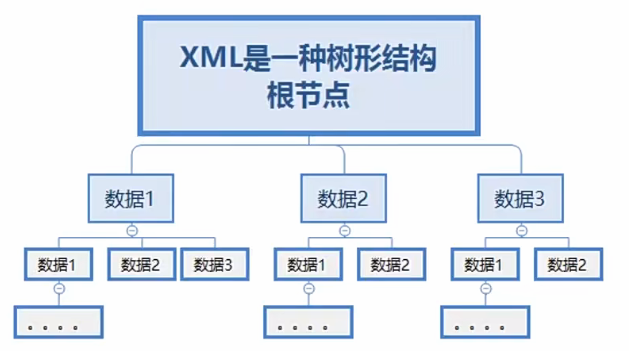 XML是一种树形结构
根节点
数据1
数据2
数据3
数据1
数据2
数据3
数据1
数据2
数据1
数据2
。。。。
。。。。
。。。。